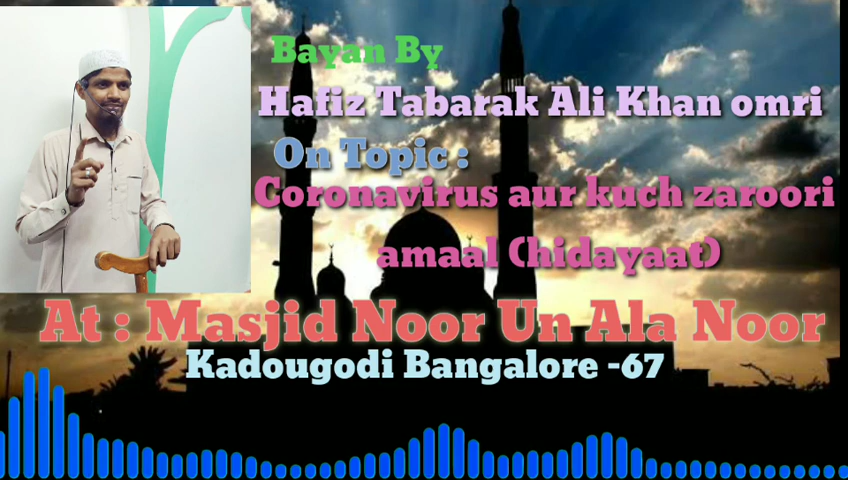 Bayan By
Hafiz Tabarak Ali Khan omri
On Topic :
Coronavirus aur kuch zaroori
amaal (hidayaat)
At : Masjid Noor Un Ala Noor
Kadougodi Bangalore -67